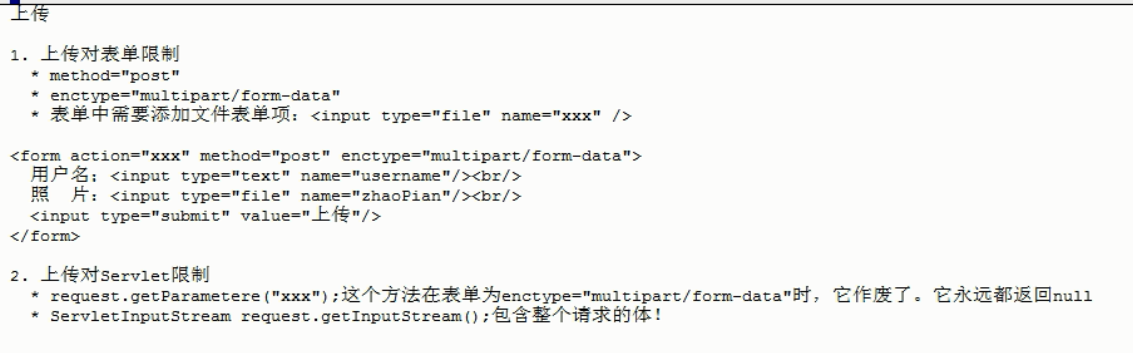 上传
1. 上传对表单限制
* method="post"
* enctype="multipart/form-data"
* 表单中需要添加文件表单项：<input type="file" name="xxx" />
<form action="xxx" method="post" enctype="multipart/form-data">
用户名；<input type="text" name="username"/><br/>
照 片：<input type="file" name="zhaoPian"/><br/>
<input type="submit" value="上传"/>
</form>
2. 上传对Servlet限制
* request.getParametere("xxx");这个方法在表单为enctype="multipart/form-data"时，它作废了。它永远都返回null
* ServletInputStream request.getInputStream();包含整个请求的体！